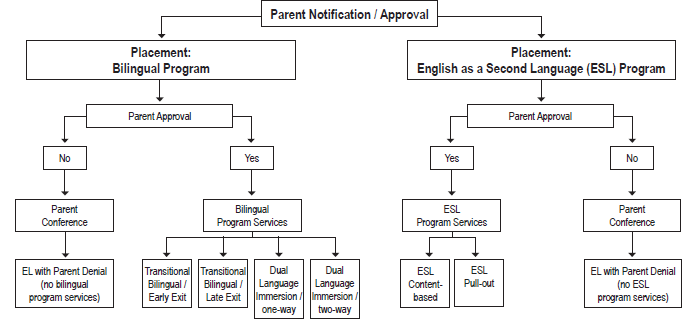 Parent Notification / Approval
Placement:
Bilingual Program
Placement:
English as a Second Language (ESL) Program
Parent Approval
Parent Approval
No
Yes
Yes
No
Parent
Conference
Bilingual
Program Services
ESL
Program Services
Parent
Conference
EL with Parent Denial
(no bilingual
program services)
Transitional
Bilingual /
Early Exit
Transitional
Bilingual /
Late Exit
Dual
Language
Immersion /
one-way
Dual
Language
Immersion /
two-way
ESL
Content-
based
ESL
Pull-out
EL with Parent Denial
(no ESL
program services)